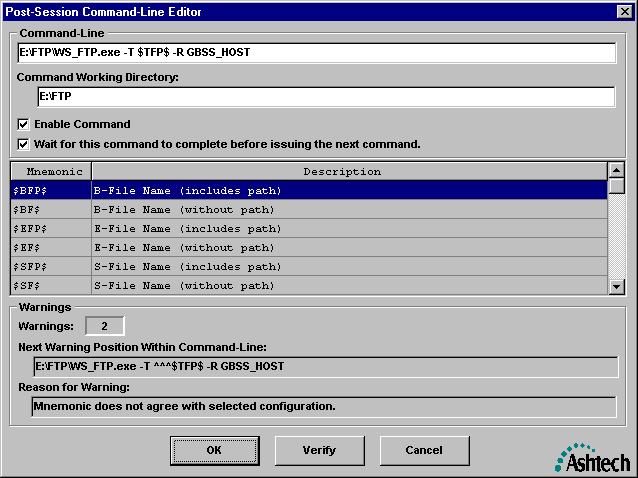 Post-Session Command-Line Editor
Command-Line
E:\FTP\WS_FTP.exe -T $TFP$ -R GBSS_HOST
Command Working Directory:
E:\FTP
Enable Command
Wait for this command to complete before issuing the next command.
Mnemonic Description
$BFP$ B-File Name (includes path)
$BF$ B-File Name (without path)
$EFP$ E-File Name (includes path)
$EF$ E-File Name (without path)
$SFP$ S-File Name (includes path)
$SF$ S-File Name (without path)
Warnings
Warnings: 2
Next Warning Position Within Command-Line:
E:\FTP\WS_FTP.exe -T ^^^$TFP$ -R GBSS_HOST
Reason for Warning:
Mnemonic does not agree with selected configuration.
OK Verify Cancel
Ashtech